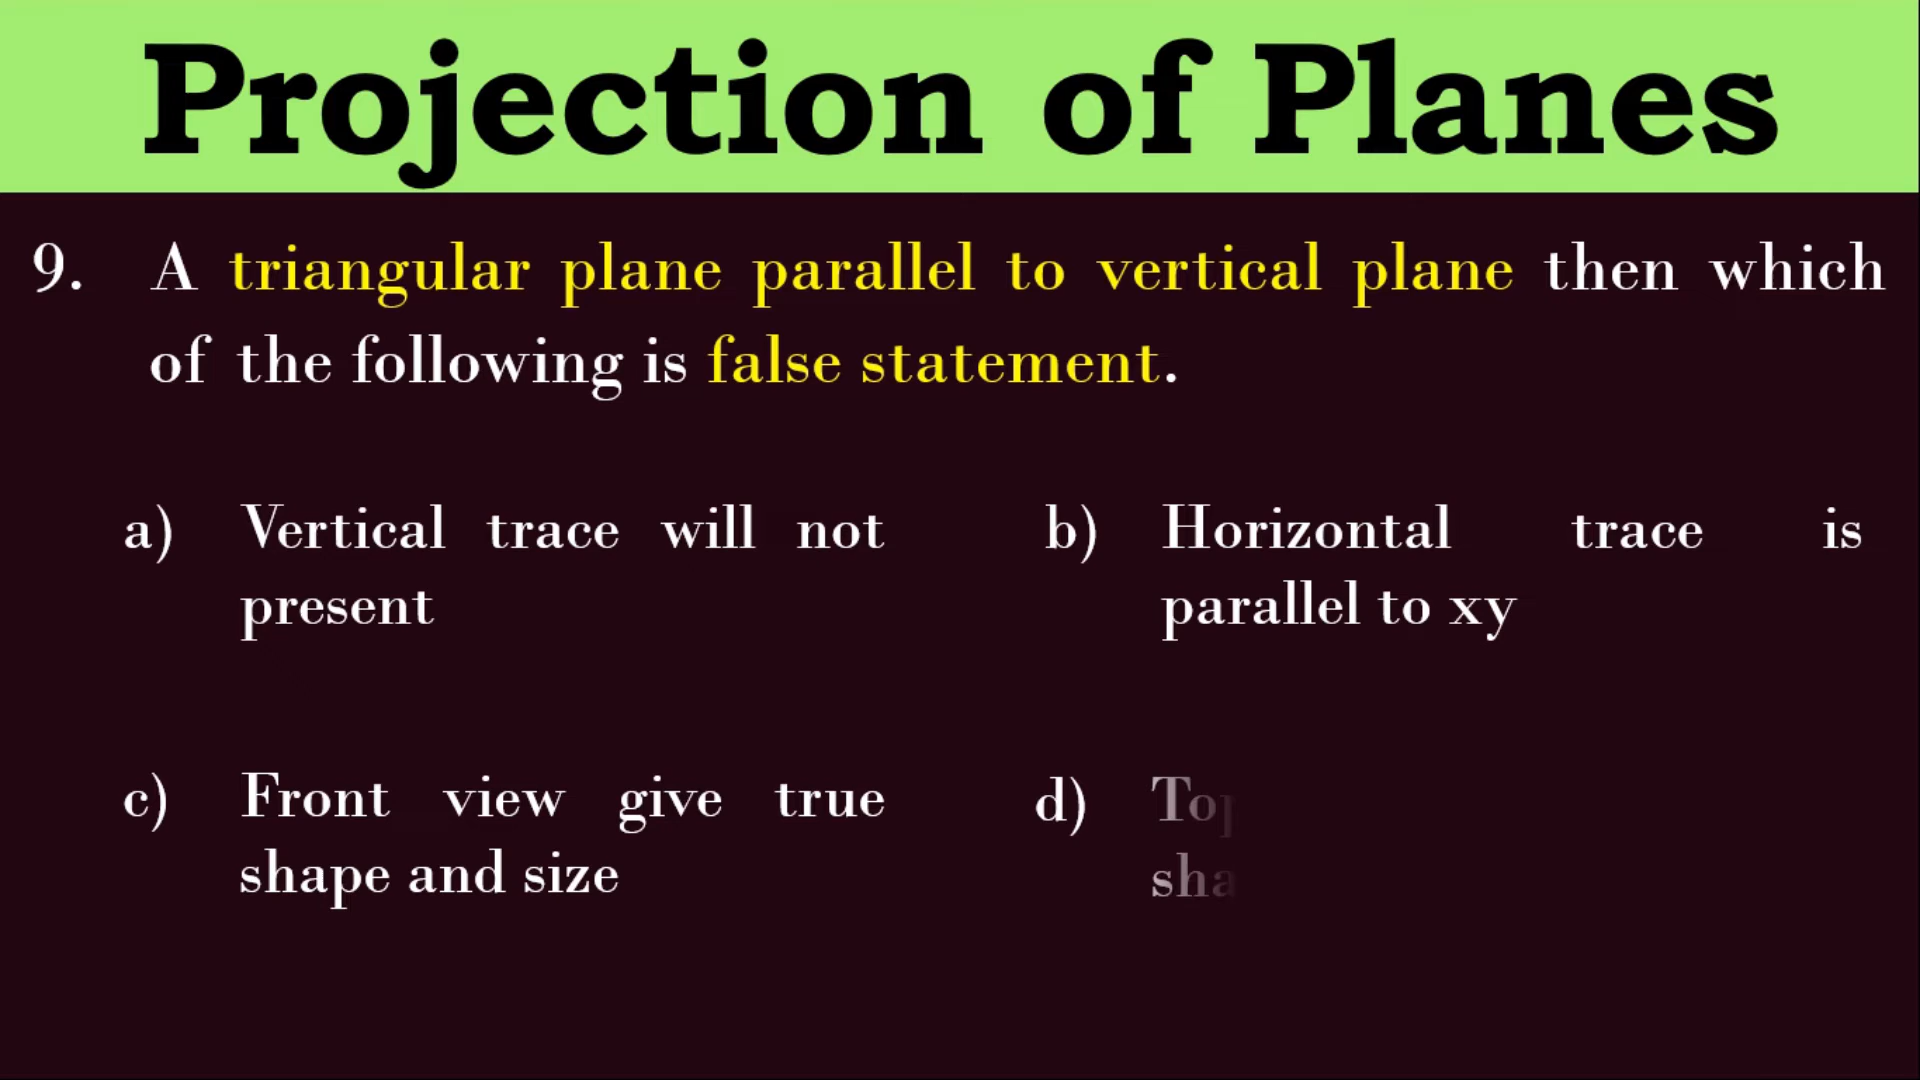 Projection of Planes
9. A triangular plane parallel to vertical plane then which
of the following is false statement.
a) Vertical trace will not
present
b) Horizontal trace is
parallel to xy
c) Front view give true
shape and size
d)